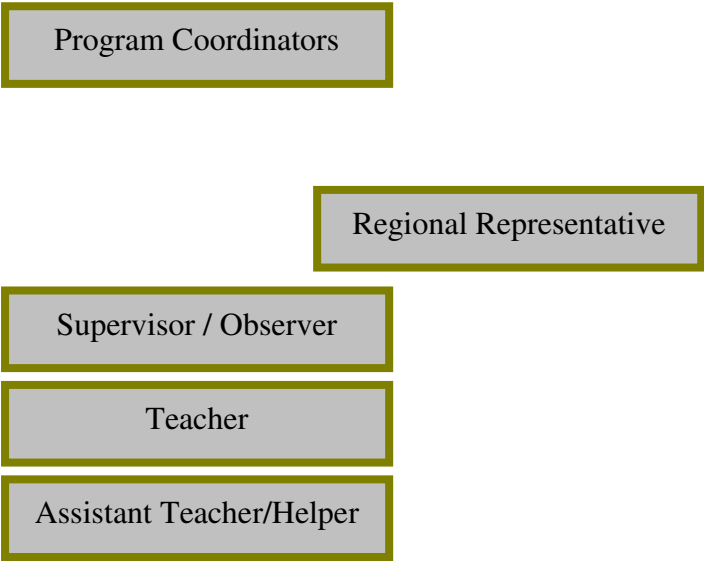 Program Coordinators
Regional Representative
Supervisor / Observer
Teacher
Assistant Teacher/Helper